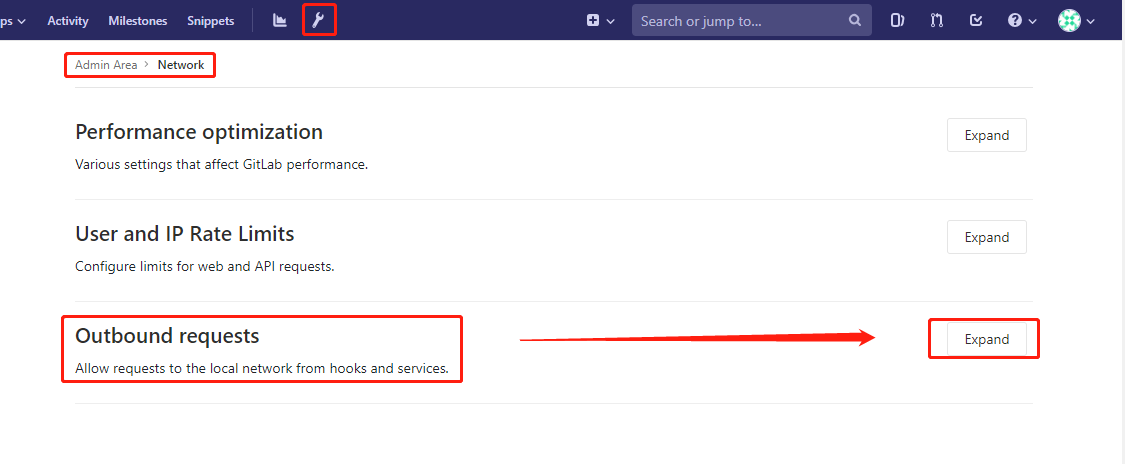 ps Activity Milestones Snippets Search or jump to...
Admin Area > Network
Performance optimization
Expand
Various settings that affect GitLab performance.
User and IP Rate Limits
Expand
Configure limits for web and API requests.
Outbound requests
Expand
Allow requests to the local network from hooks and services.